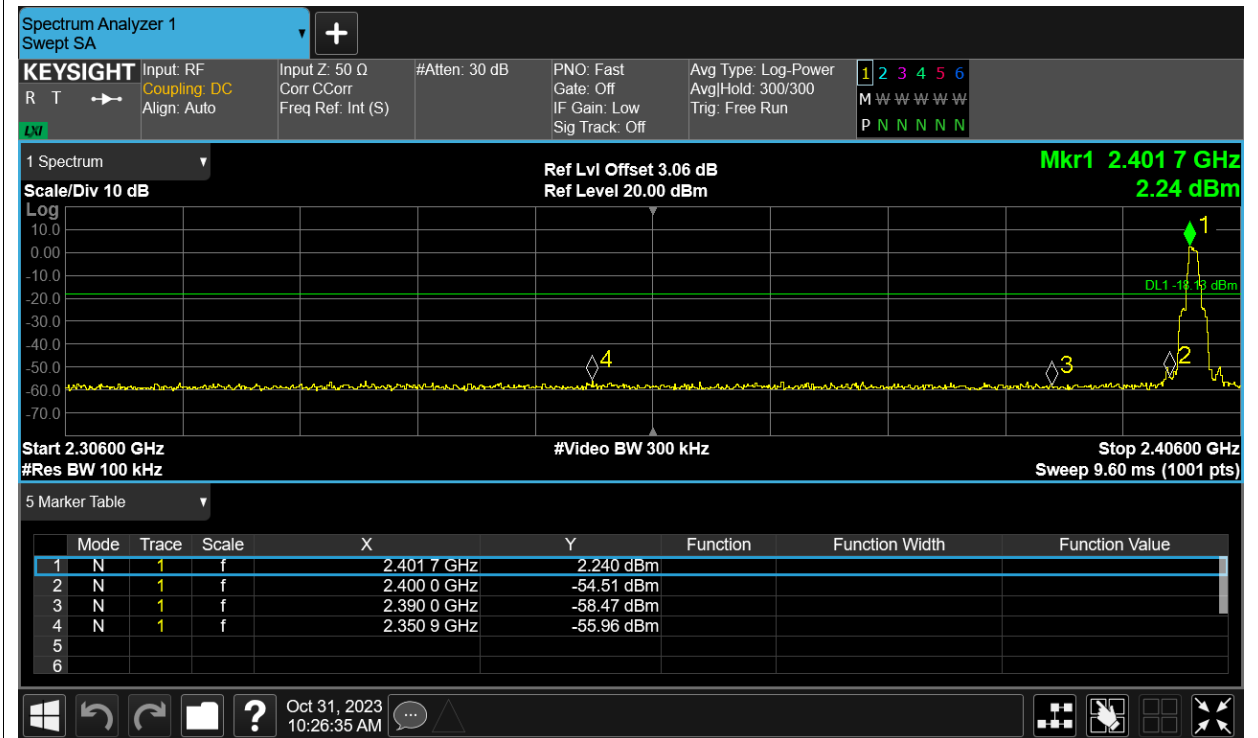 Spectrum Analyzer 1
Swept SA
KEYSIGHT Input: RF Input Z: 50 Ω #Atten: 30 dB PNO: Fast Avg Type: Log-Power 1 2 3 4 5 6
R T Coupling: DC Corr CCorr Gate: Off Avg|Hold: 300/300 M W W W W W
Align: Auto Freq Ref: Int (S) IF Gain: Low Trig: Free Run
LXI Sig Track: Off P N N N N N
1 Spectrum Ref Lvl Offset 3.06 dB Mkr1 2.401 7 GHz
Scale/Div 10 dB Ref Level 20.00 dBm 2.24 dBm
Log
10.0 1
0.00
-10.0
DL1 -18.13 dBm
-20.0
-30.0
-40.0
-50.0 4 3 2
-60.0
-70.0
Start 2.30600 GHz #Video BW 300 kHz Stop 2.40600 GHz
#Res BW 100 kHz Sweep 9.60 ms (1001 pts)
5 Marker Table
Mode Trace Scale X Y Function Function Width Function Value
1 N 1 f 2.401 7 GHz 2.240 dBm
2 N 1 f 2.400 0 GHz -54.51 dBm
3 N 1 f 2.390 0 GHz -58.47 dBm
4 N 1 f 2.350 9 GHz -55.96 dBm
5
6
? Oct 31, 2023
10:26:35 AM